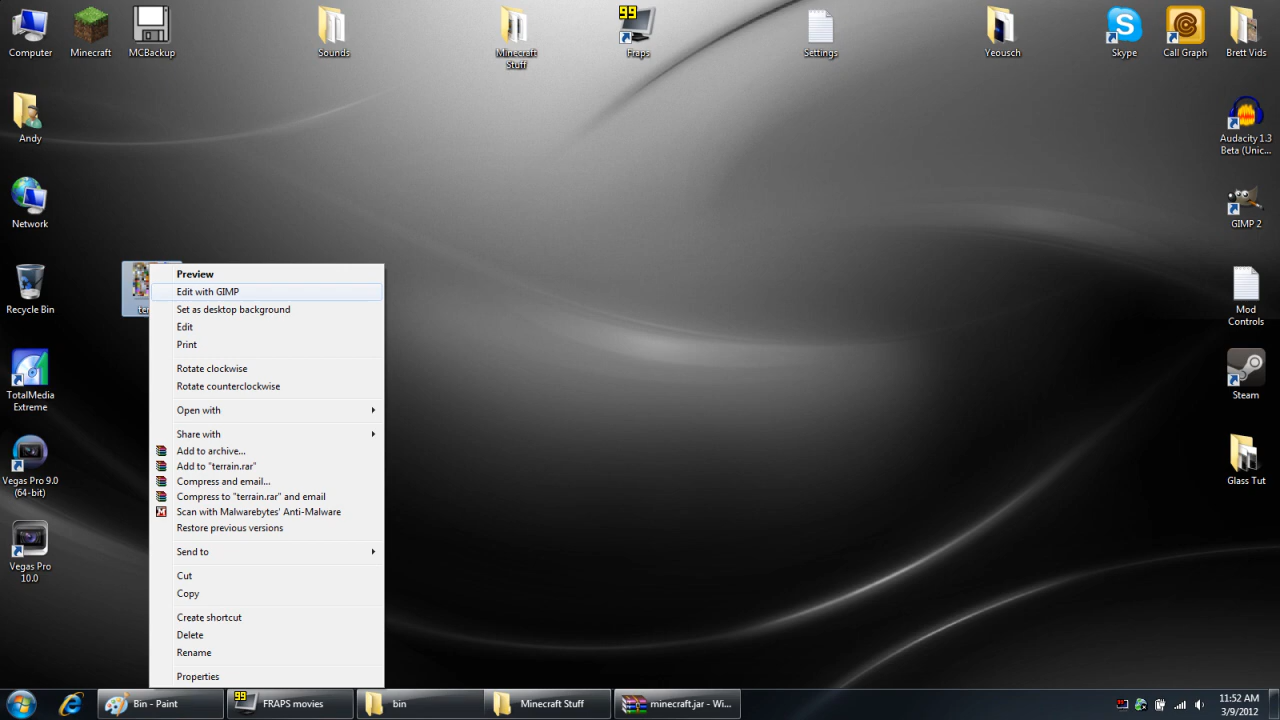 Computer
Minecraft
MCBackup
Sounds
Minecraft
Stuff
99
Fraps
Settings
Yeousch
Skype
Call Graph
Brett Vids
Andy
Audacity 1.3
Beta (Unic...
Network
GIMP 2
Recycle Bin
Mod
Controls
TotalMedia
Extreme
Steam
Vegas Pro 9.0
(64-bit)
Glass Tut
Vegas Pro
10.0
Preview
Edit with GIMP
Set as desktop background
Edit
Print
Rotate clockwise
Rotate counterclockwise
Open with
Share with
Add to archive...
Add to "terrain.rar"
Compress and email...
Compress to "terrain.rar" and email
Scan with Malwarebytes' Anti-Malware
Restore previous versions
Send to
Cut
Copy
Create shortcut
Delete
Rename
Properties
Bin - Paint
99
FRAPS movies
bin
Minecraft Stuff
minecraft.jar - Wi...
11:52 AM
3/9/2012